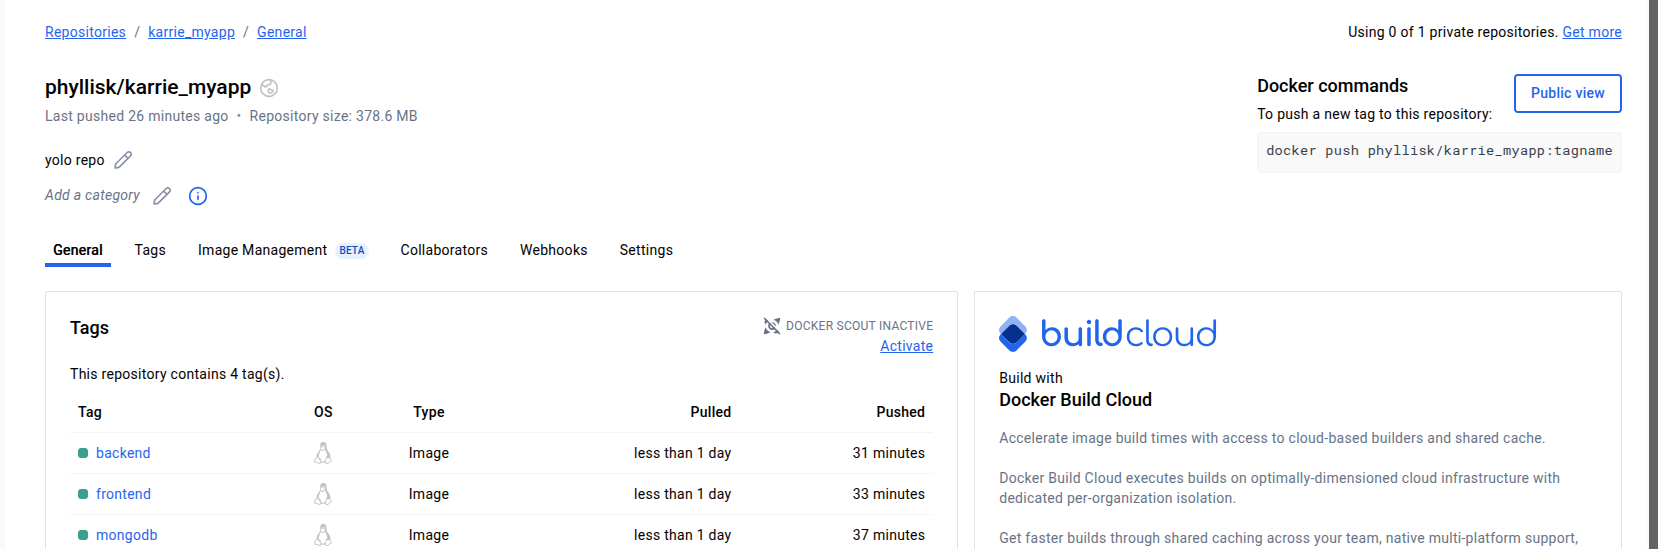 Repositories / karrie_myapp / General
Using 0 of 1 private repositories. Get more
phyllisk/karrie_myapp
Last pushed 26 minutes ago • Repository size: 378.6 MB
yolo repo
Add a category
Docker commands
Public view
To push a new tag to this repository:
docker push phyllisk/karrie_myapp:tagname
General Tags Image Management BETA Collaborators Webhooks Settings
Tags
DOCKER SCOUT INACTIVE
Activate
This repository contains 4 tag(s).
Tag OS Type Pulled Pushed
backend Image less than 1 day 31 minutes
frontend Image less than 1 day 33 minutes
mongodb Image less than 1 day 37 minutes
buildcloud
Build with
Docker Build Cloud
Accelerate image build times with access to cloud-based builders and shared cache.
Docker Build Cloud executes builds on optimally-dimensioned cloud infrastructure with
dedicated per-organization isolation.
Get faster builds through shared caching across your team, native multi-platform support,